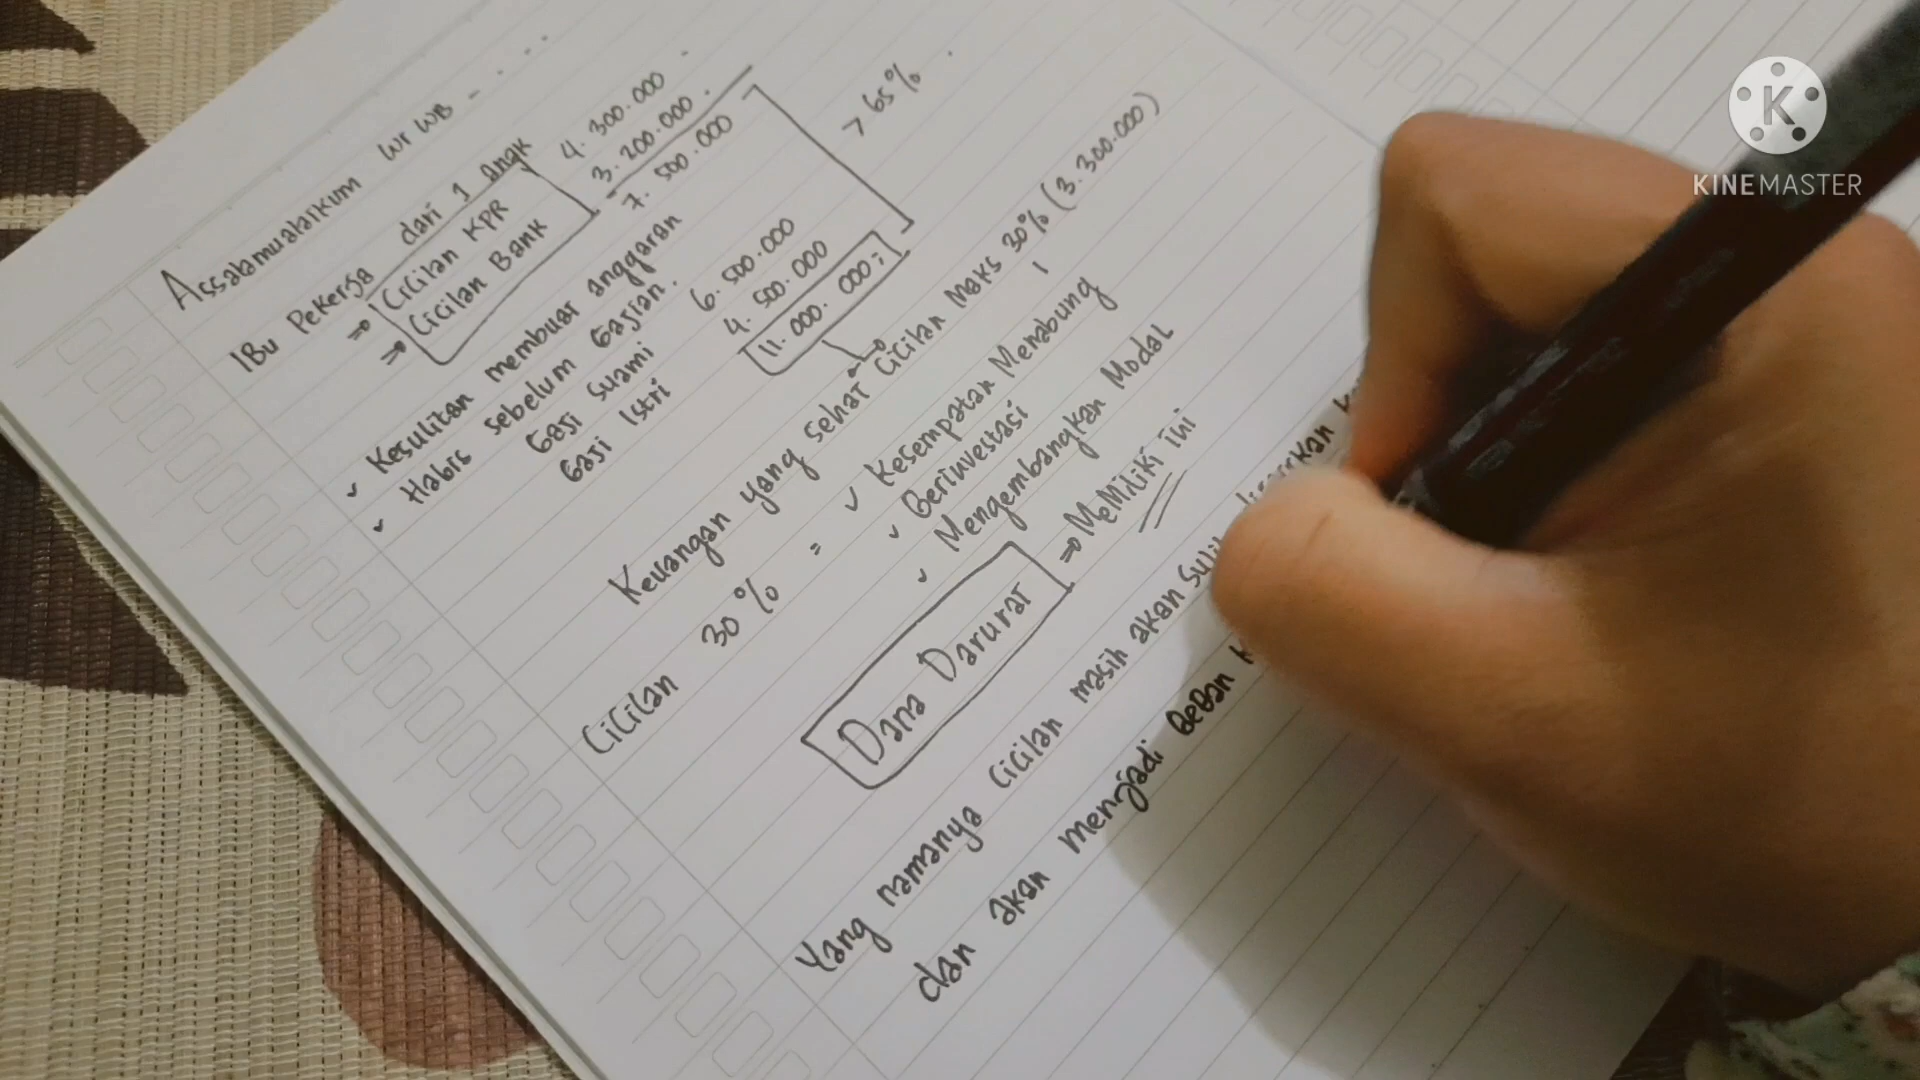 Assalamualaikum Wr WB - . . . .
IBu Pekerja dari 1 anak
⇒ Cicilan KPR 4.300.000
⇒ Cicilan Bank 3.200.000
7.500.000
> 65%
✓ Kesulitan membuat anggaran
✓ Habis sebelum Gajian.
Gaji Suami 6.500.000
Gaji Istri 4.500.000
11.000.000;
Keuangan yang sehat Cicilan Maks 30% (3.300.000)
Cicilan 30% = ✓ Kesempatan Menabung
✓ Berinvestasi
✓ Mengembangkan Modal
Dana Darurat ⇒ Memiliki ini
Yang namanya Cicilan masih akan
dan akan menjadi Beban
K
KINEMASTER